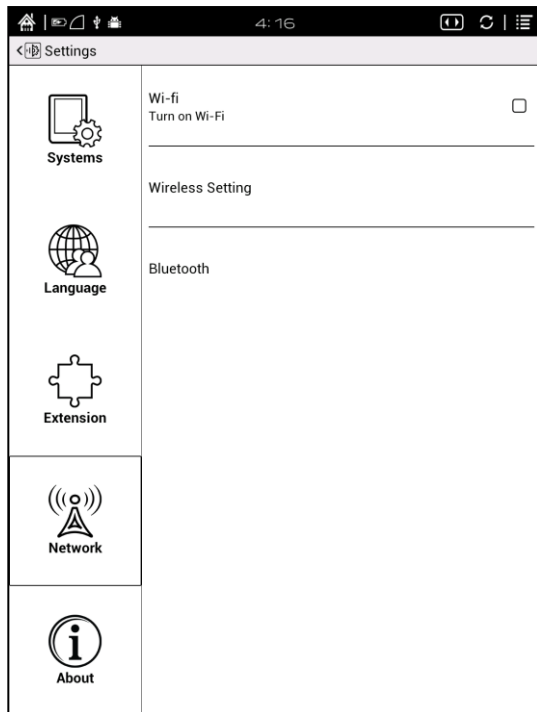 4:16
Settings
Systems
Language
Extension
Network
About
Wi-fi
Turn on Wi-Fi
Wireless Setting
Bluetooth